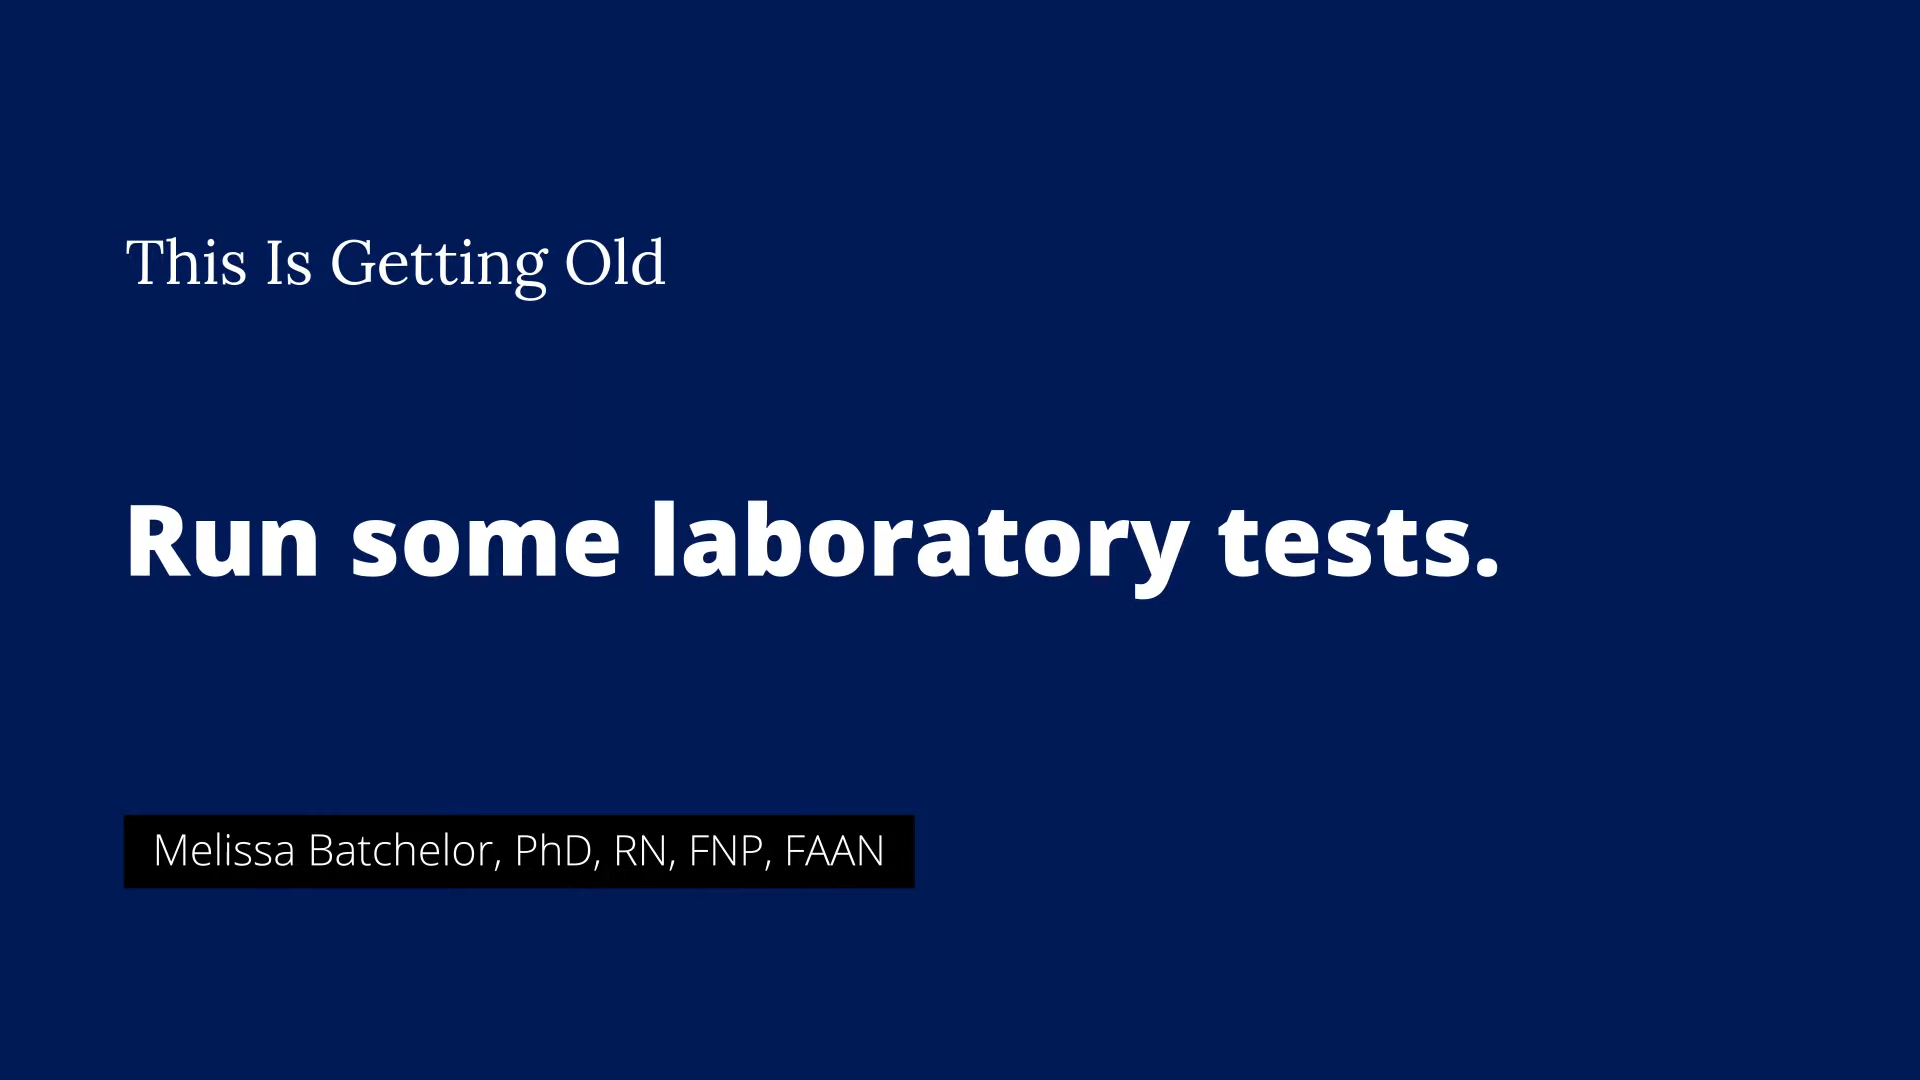 This Is Getting Old
Run some laboratory tests.
Melissa Batchelor, PhD, RN, FNP, FAAN